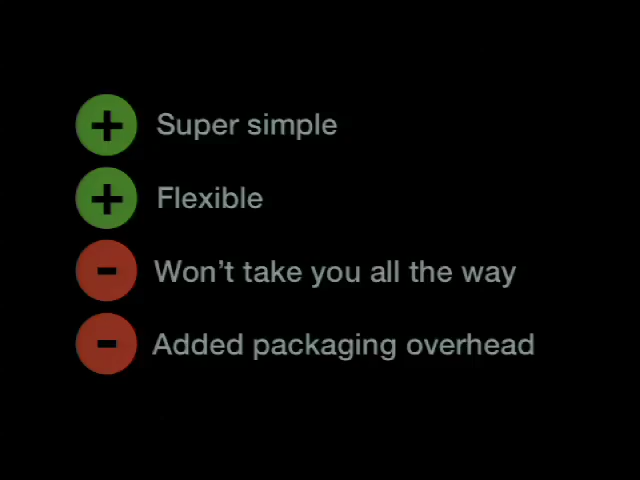 + Super simple
+ Flexible
- Won't take you all the way
- Added packaging overhead